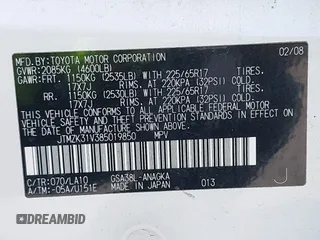 MFD.BY:TOYOTA MOTOR CORPORATION 02/08
GVWR:2085KG (4600LB)
GAWR: FRT. 1150KG (2535LB) WITH 225/65R17 TIRES.
17X7J RIMS. AT 220KPA (32PSI) COLD
RR. 1150KG (2530LB) WITH 225/65R17 TIRES.
17X7J RIMS. AT 220KPA (32PSI) COLD
THIS VEHICLE CONFORMS TO ALL APPLICABLE FEDERAL MOTOR
VEHICLE SAFETY AND THEFT PREVENTION STANDARDS IN
EFFECT ON THE DATE OF MANUFACTURE SHOWN ABOVE.
JTMZK31V385019850 MPV
C/TR:070/LA10 GSA38L-ANAGKA
A/TM:-05A/U151E MADE IN JAPAN 013 J
©REIDBIDDER.COM